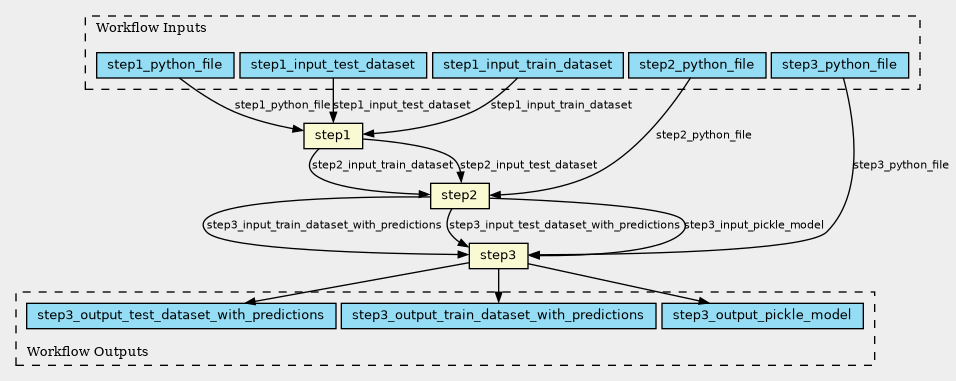 Workflow Inputs
step1_python_file
step1_input_test_dataset
step1_input_train_dataset
step2_python_file
step3_python_file
step1_python_file
step1_input_test_dataset
step1_input_train_dataset
step1
step2_python_file
step2_input_train_dataset
step2_input_test_dataset
step3_python_file
step2
step3_input_train_dataset_with_predictions
step3_input_test_dataset_with_predictions
step3_input_pickle_model
step3
step3_output_test_dataset_with_predictions
step3_output_train_dataset_with_predictions
step3_output_pickle_model
Workflow Outputs